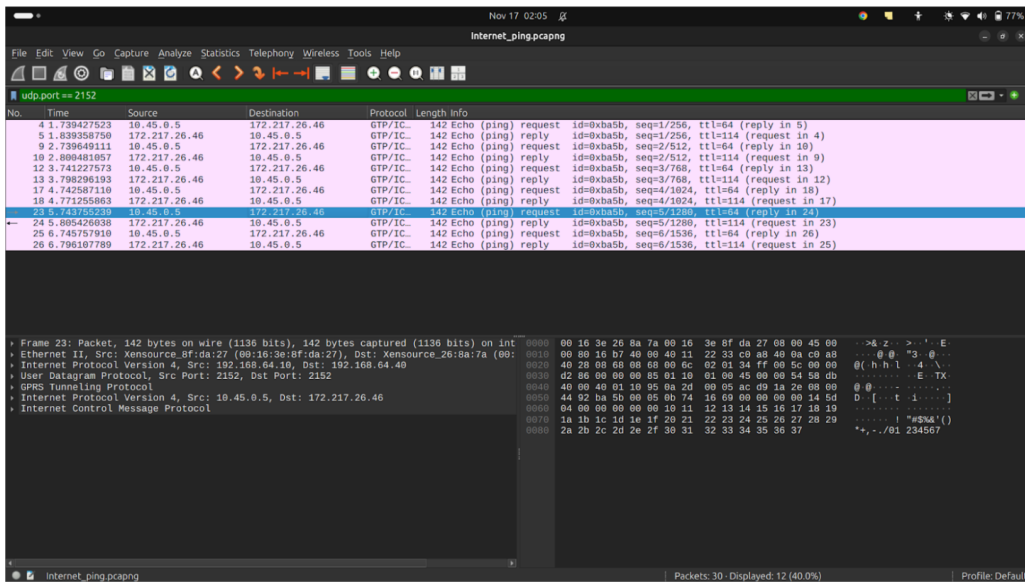 Nov 17 02:05
77%
Internet_ping.pcapng
File Edit View Go Capture Analyze Statistics Telephony Wireless Tools Help
udp.port == 2152
No. Time Source Destination Protocol Length Info
4 1.739427523 10.45.0.5 172.217.26.46 GTP/IC… 142 Echo (ping) request id=0xba5b, seq=1/256, ttl=64 (reply in 5)
5 1.839358750 172.217.26.46 10.45.0.5 GTP/IC… 142 Echo (ping) reply id=0xba5b, seq=1/256, ttl=114 (request in 4)
9 2.739649111 10.45.0.5 172.217.26.46 GTP/IC… 142 Echo (ping) request id=0xba5b, seq=2/512, ttl=64 (reply in 10)
10 2.800481057 172.217.26.46 10.45.0.5 GTP/IC… 142 Echo (ping) reply id=0xba5b, seq=2/512, ttl=114 (request in 9)
12 3.741227573 10.45.0.5 172.217.26.46 GTP/IC… 142 Echo (ping) request id=0xba5b, seq=3/768, ttl=64 (reply in 13)
13 3.798296193 172.217.26.46 10.45.0.5 GTP/IC… 142 Echo (ping) reply id=0xba5b, seq=3/768, ttl=114 (request in 12)
17 4.742587110 10.45.0.5 172.217.26.46 GTP/IC… 142 Echo (ping) request id=0xba5b, seq=4/1024, ttl=64 (reply in 18)
18 4.771255863 172.217.26.46 10.45.0.5 GTP/IC… 142 Echo (ping) reply id=0xba5b, seq=4/1024, ttl=114 (request in 17)
23 5.743755239 10.45.0.5 172.217.26.46 GTP/IC… 142 Echo (ping) request id=0xba5b, seq=5/1280, ttl=64 (reply in 24)
24 5.805426038 172.217.26.46 10.45.0.5 GTP/IC… 142 Echo (ping) reply id=0xba5b, seq=5/1280, ttl=114 (request in 23)
25 6.745757910 10.45.0.5 172.217.26.46 GTP/IC… 142 Echo (ping) request id=0xba5b, seq=6/1536, ttl=64 (reply in 26)
26 6.796107789 172.217.26.46 10.45.0.5 GTP/IC… 142 Echo (ping) reply id=0xba5b, seq=6/1536, ttl=114 (request in 25)
Frame 23: Packet, 142 bytes on wire (1136 bits), 142 bytes captured (1136 bits) on int
Ethernet II, Src: Xensource_8f:da:27 (00:16:3e:8f:da:27), Dst: Xensource_26:8a:7a (00:
Internet Protocol Version 4, Src: 192.168.64.10, Dst: 192.168.64.40
User Datagram Protocol, Src Port: 2152, Dst Port: 2152
GPRS Tunneling Protocol
Internet Protocol Version 4, Src: 10.45.0.5, Dst: 172.217.26.46
Internet Control Message Protocol
0000 00 16 3e 26 8a 7a 00 16 3e 8f da 27 08 00 45 00 ··>&·z·· >··'··E·
0010 00 80 16 b7 40 00 40 11 22 33 c0 a8 40 0a c0 a8 ····@·@· "3··@···
0020 40 28 08 68 08 68 00 6c 02 01 34 ff 00 5c 00 00 @(·h·h·l ··4··\··
0030 d2 86 00 00 00 85 01 10 01 00 45 00 00 54 58 db ········ ··E··TX·
0040 40 00 40 01 10 95 0a 2d 00 05 ac d9 1a 2e 08 00 @·@····- ·····.··
0050 44 92 ba 5b 00 05 0b 74 16 69 00 00 00 00 14 5d D··[···t ·i·····]
0060 04 00 00 00 00 00 10 11 12 13 14 15 16 17 18 19 ········ ········
0070 1a 1b 1c 1d 1e 1f 20 21 22 23 24 25 26 27 28 29 ······ ! "#$%&'()
0080 2a 2b 2c 2d 2e 2f 30 31 32 33 34 35 36 37 *+,-./01 234567
Internet_ping.pcapng
Packets: 30 · Displayed: 12 (40.0%)
Profile: Defaul